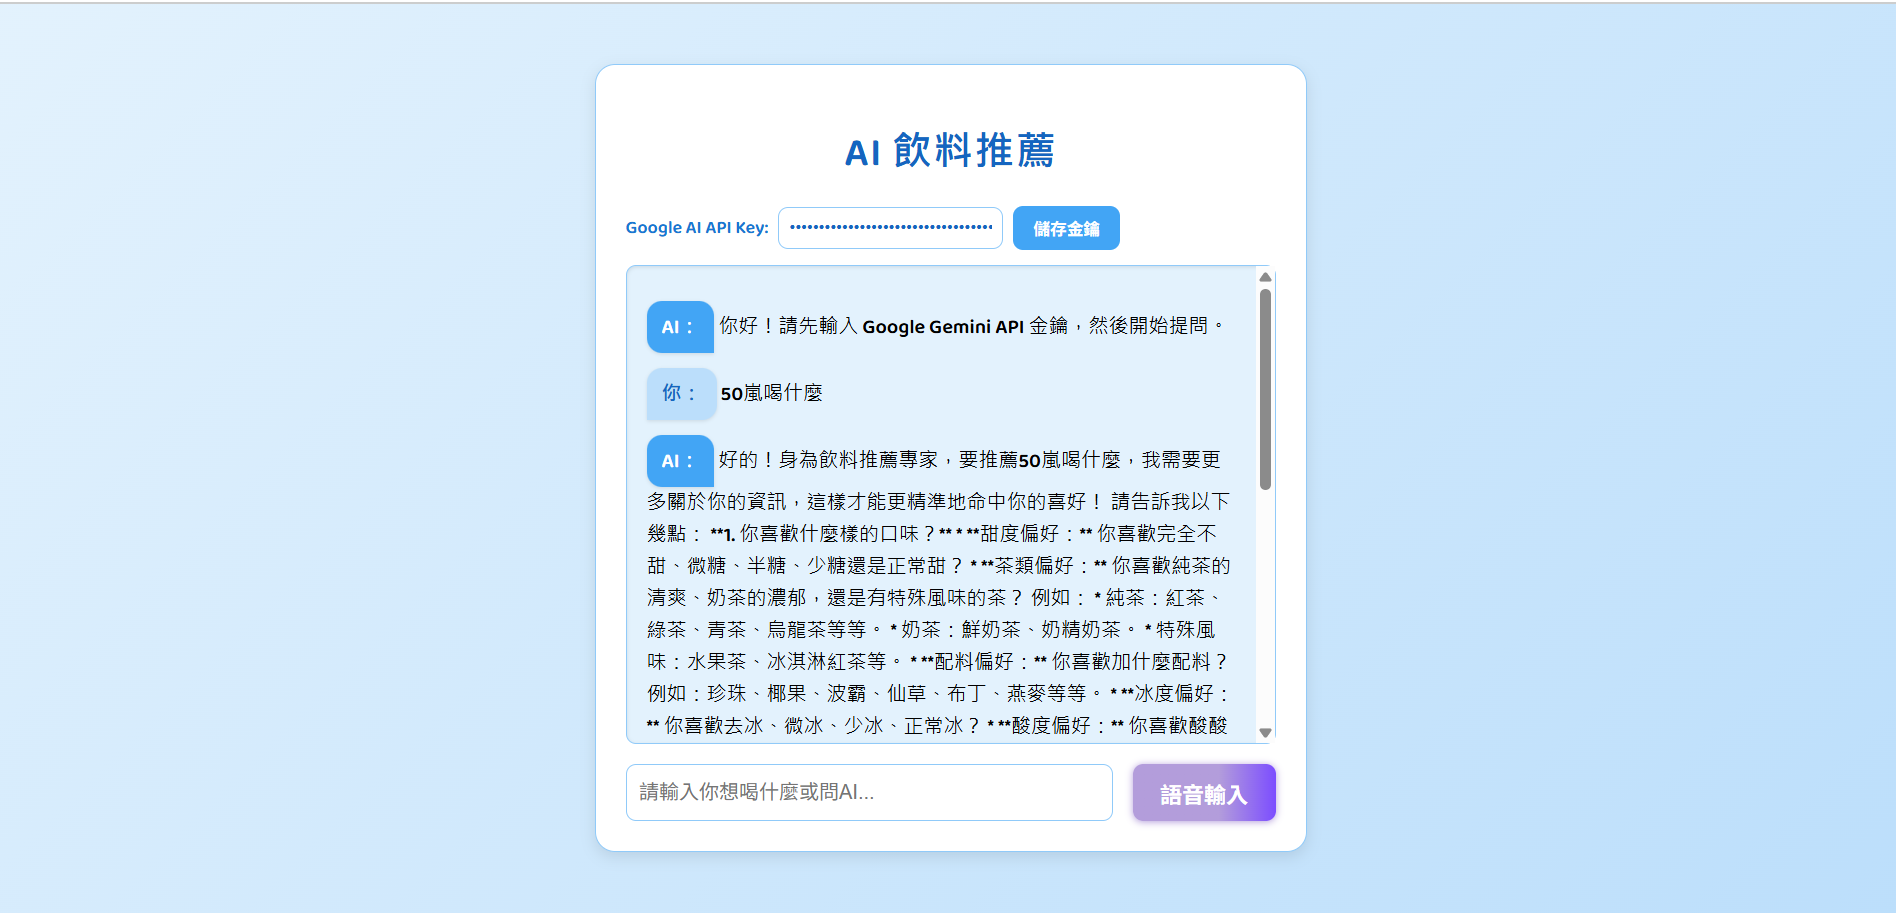 AI 飲料推薦
Google AI API Key: •••••••••••••••••••••••••••••••••••• 儲存金鑰
AI： 你好！請先輸入 Google Gemini API 金鑰，然後開始提問。
你： 50嵐喝什麼
AI： 好的！身為飲料推薦專家，要推薦50嵐喝什麼，我需要更
多關於你的資訊，這樣才能更精準地命中你的喜好！ 請告訴我以下
幾點： **1. 你喜歡什麼樣的口味？** * **甜度偏好：** 你喜歡完全不
甜、微糖、半糖、少糖還是正常甜？ * **茶類偏好：** 你喜歡純茶的
清爽、奶茶的濃郁，還是有特殊風味的茶？ 例如： * 純茶：紅茶、
綠茶、青茶、烏龍茶等等。 * 奶茶：鮮奶茶、奶精奶茶。 * 特殊風
味：水果茶、冰淇淋紅茶等。 * **配料偏好：** 你喜歡加什麼配料？
例如：珍珠、椰果、波霸、仙草、布丁、燕麥等等。 * **冰度偏好：
** 你喜歡去冰、微冰、少冰、正常冰？ * **酸度偏好：** 你喜歡酸酸
請輸入你想喝什麼或問AI...
語音輸入